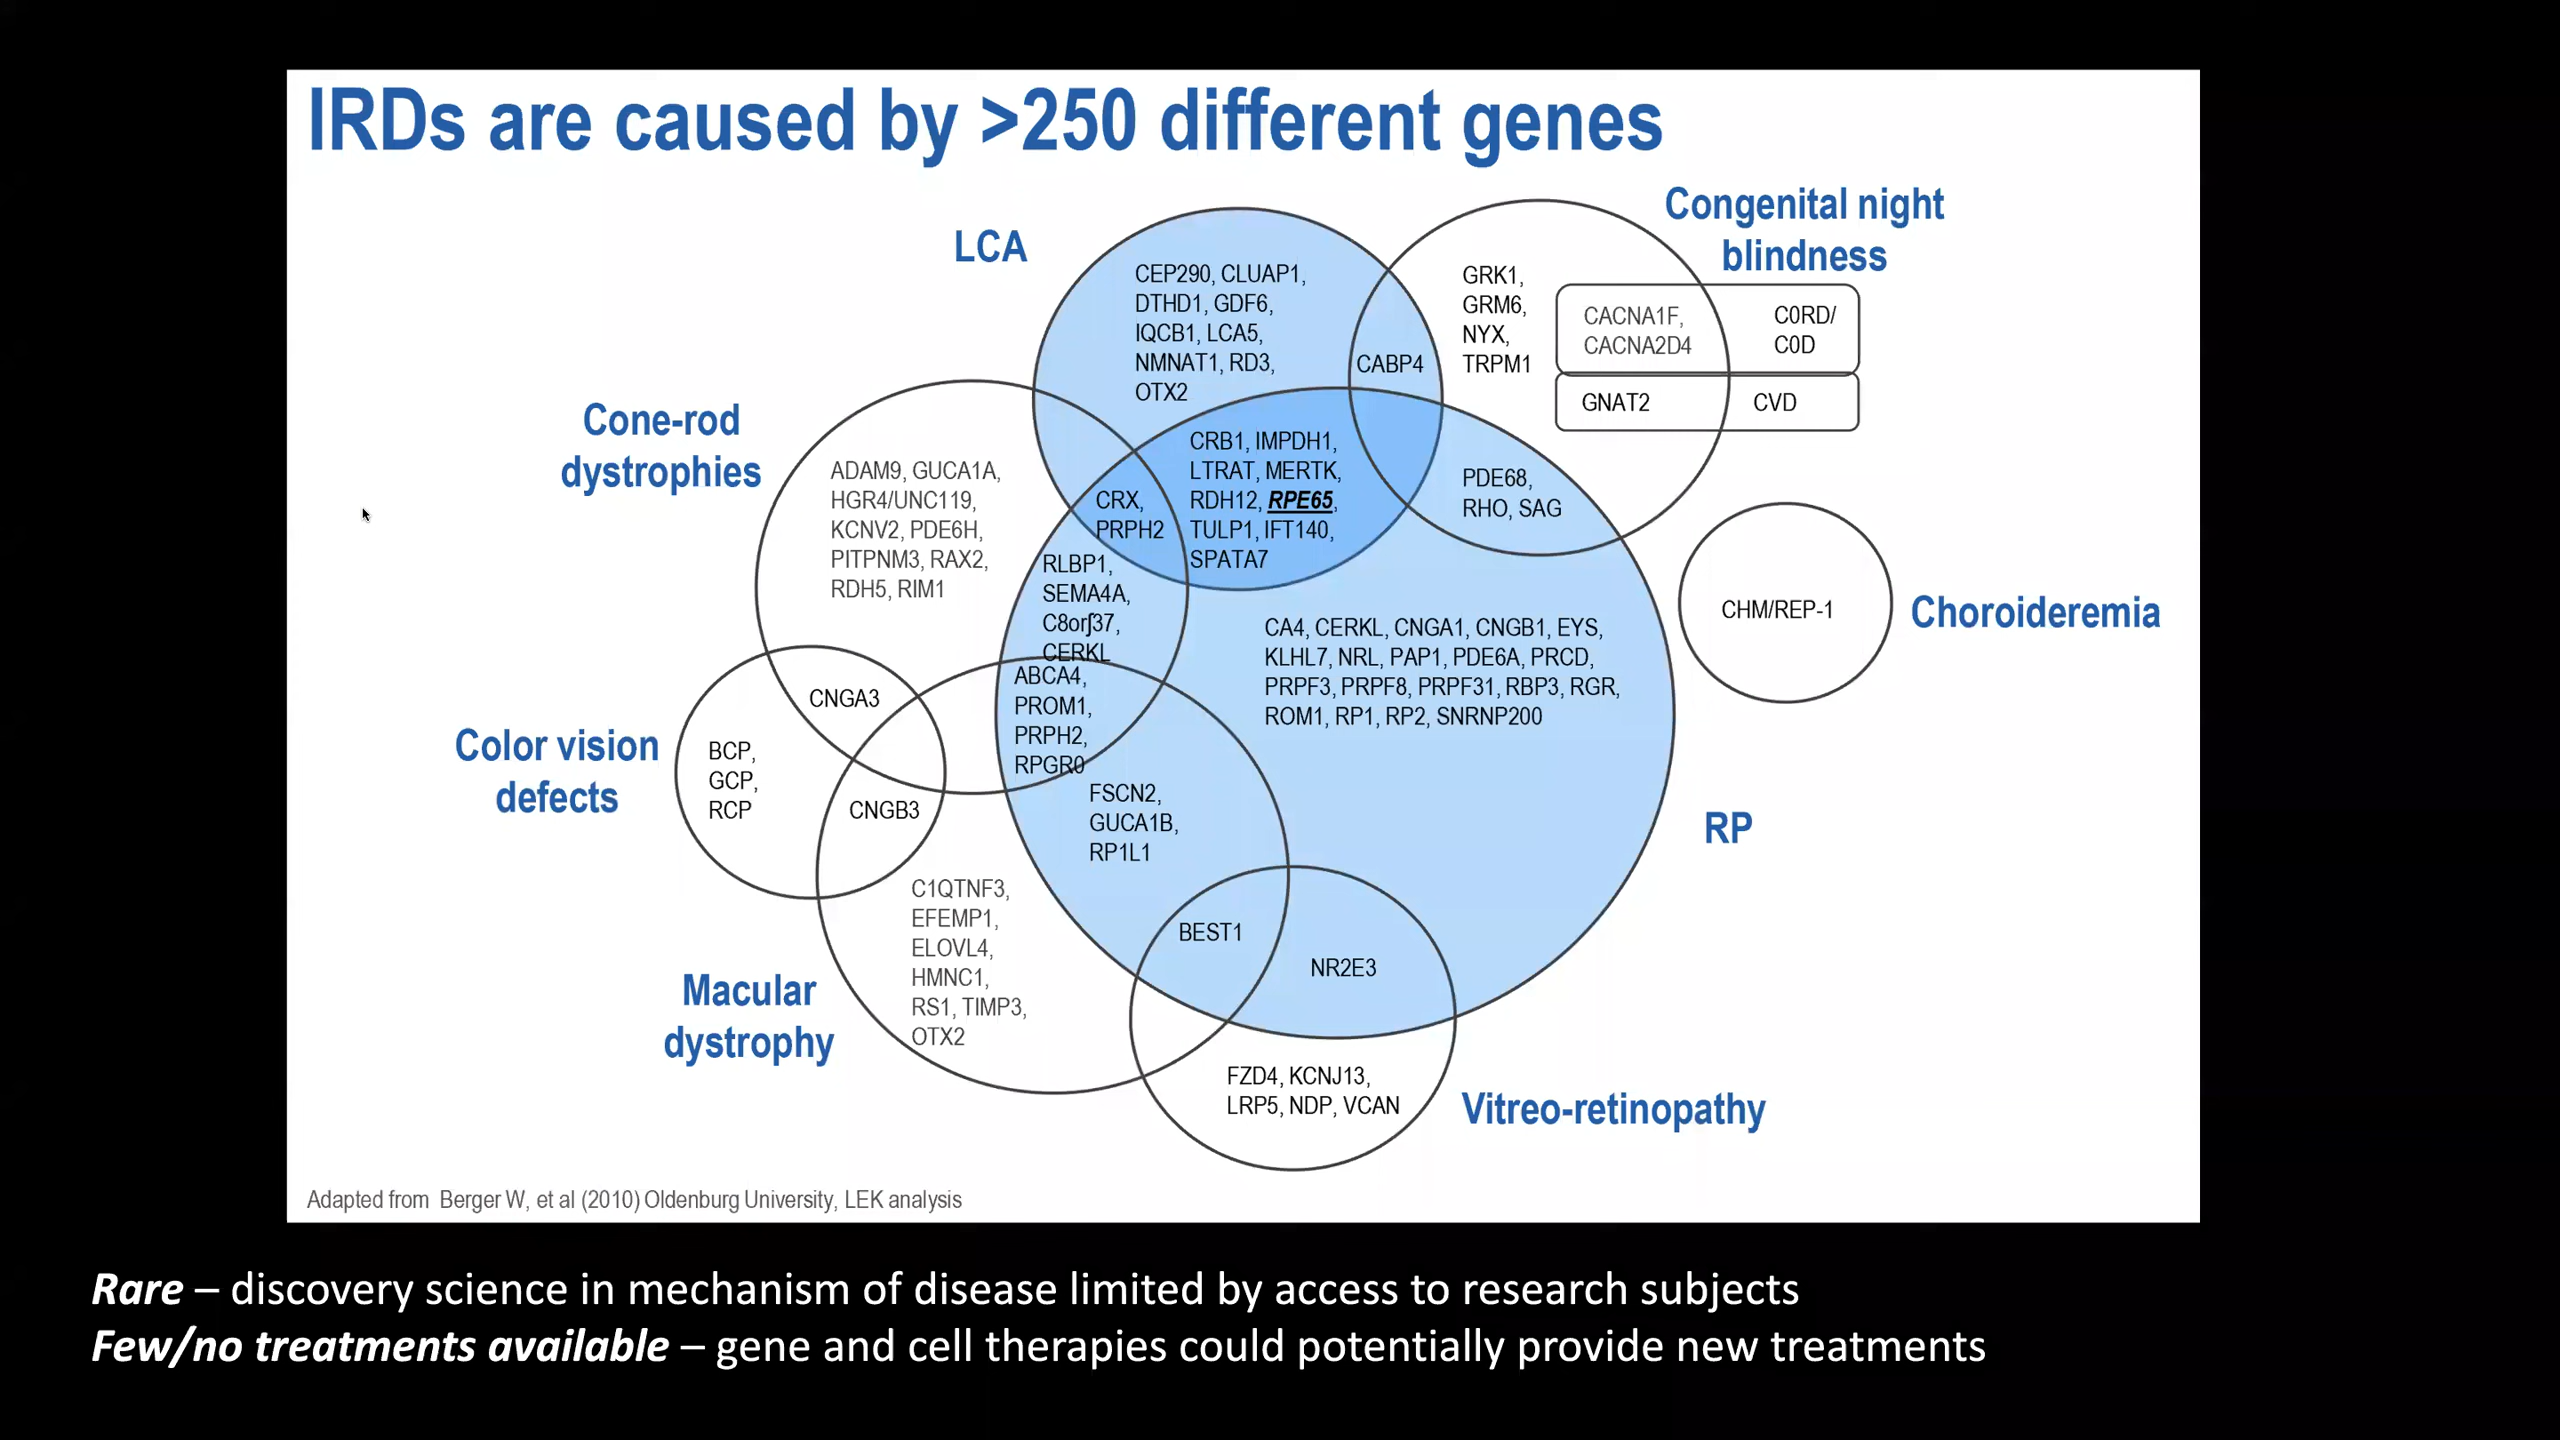 IRDs are caused by >250 different genes
LCA
CEP290, CLUAP1,
DTHD1, GDF6,
IQCB1, LCA5,
NMNAT1, RD3,
OTX2
Congenital night
blindness
GRK1,
GRM6,
NYX,
TRPM1
CACNA1F,
CACNA2D4
C0RD/
C0D
GNAT2
CVD
CABP4
Cone-rod
dystrophies
ADAM9, GUCA1A,
HGR4/UNC119,
KCNV2, PDE6H,
PITPNM3, RAX2,
RDH5, RIM1
CRB1, IMPDH1,
LTRAT, MERTK,
RDH12, RPE65,
TULP1, IFT140,
SPATA7
CRX,
PRPH2
PDE68,
RHO, SAG
RLBP1,
SEMA4A,
C8orʃ37,
CERKL
ABCA4,
PROM1,
PRPH2,
RPGR0
CHM/REP-1
Choroideremia
CA4, CERKL, CNGA1, CNGB1, EYS,
KLHL7, NRL, PAP1, PDE6A, PRCD,
PRPF3, PRPF8, PRPF31, RBP3, RGR,
ROM1, RP1, RP2, SNRNP200
RP
Color vision
defects
BCP,
GCP,
RCP
CNGA3
CNGB3
FSCN2,
GUCA1B,
RP1L1
Macular
dystrophy
C1QTNF3,
EFEMP1,
ELOVL4,
HMNC1,
RS1, TIMP3,
OTX2
BEST1
NR2E3
FZD4, KCNJ13,
LRP5, NDP, VCAN
Vitreo-retinopathy
Adapted from Berger W, et al (2010) Oldenburg University, LEK analysis
Rare – discovery science in mechanism of disease limited by access to research subjects
Few/no treatments available – gene and cell therapies could potentially provide new treatments